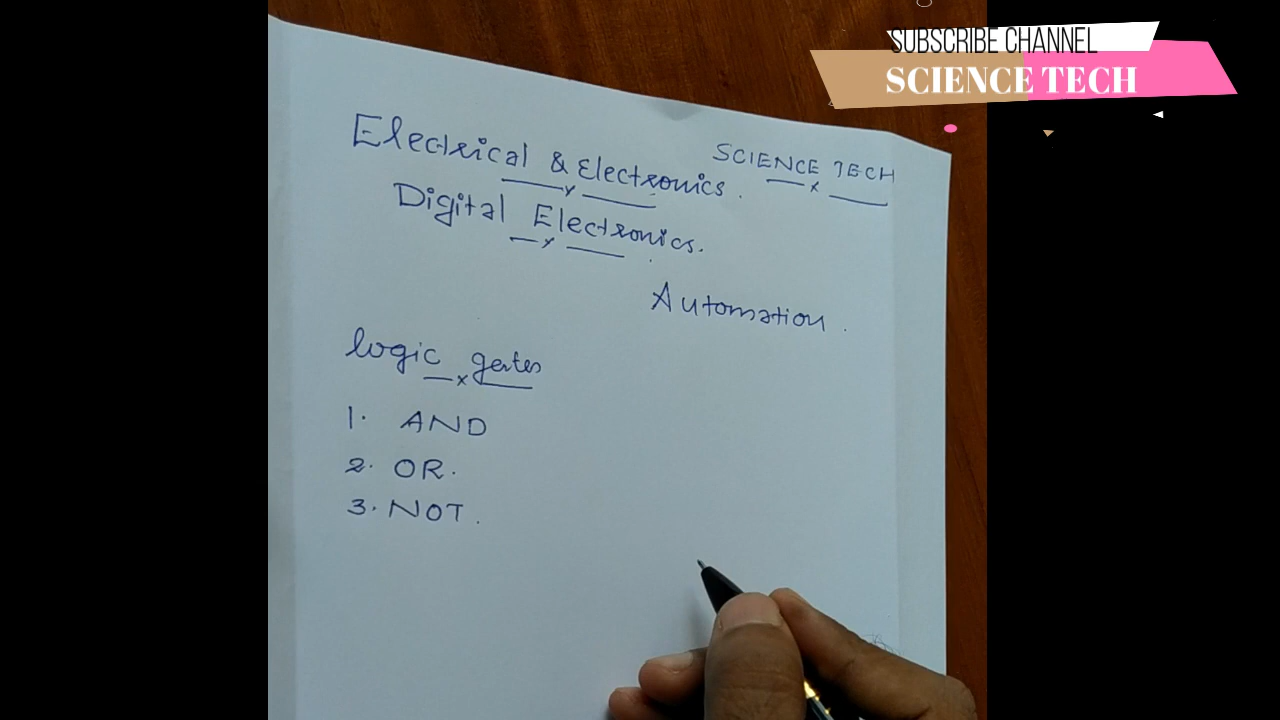 SUBSCRIBE CHANNEL
SCIENCE TECH
SCIENCE TECH
Electrical & Electronics.
Digital Electronics.
Automation.
logic gates
1. AND
2. OR.
3. NOT.